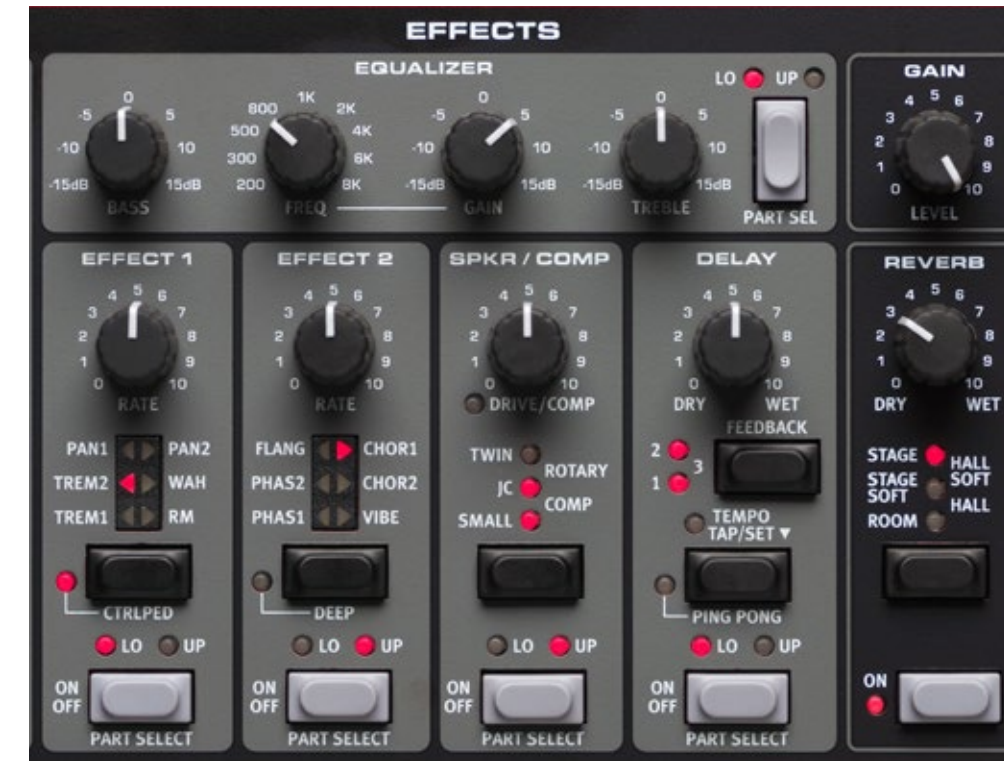 EFFECTS
EQUALIZER
LO UP
-15dB -10 -5 0 5 10 15dB
BASS
200 300 500 800 1K 2K 4K 6K 8K
FREQ
-15dB -10 -5 0 5 10 15dB
GAIN
-15dB -10 -5 0 5 10 15dB
TREBLE
PART SEL
GAIN
0 1 2 3 4 5 6 7 8 9 10
LEVEL
EFFECT 1
0 1 2 3 4 5 6 7 8 9 10
RATE
PAN1 PAN2
TREM2 WAH
TREM1 RM
CTRLPED
LO UP
ON
OFF
PART SELECT
EFFECT 2
0 1 2 3 4 5 6 7 8 9 10
RATE
FLANG CHOR1
PHAS2 CHOR2
PHAS1 VIBE
DEEP
LO UP
ON
OFF
PART SELECT
SPKR / COMP
0 1 2 3 4 5 6 7 8 9 10
DRIVE/COMP
TWIN
ROTARY
JC
COMP
SMALL
LO UP
ON
OFF
PART SELECT
DELAY
0 1 2 3 4 5 6 7 8 9 10
DRY WET
FEEDBACK
2
3
1
TEMPO
TAP/SET ▼
PING PONG
LO UP
ON
OFF
PART SELECT
REVERB
0 1 2 3 4 5 6 7 8 9 10
DRY WET
STAGE
HALL
SOFT
STAGE
SOFT
HALL
ROOM
ON